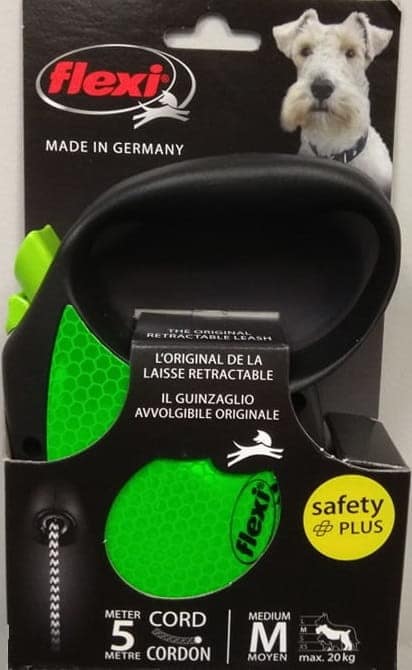 flexi®
MADE IN GERMANY
THE ORIGINAL
RETRACTABLE LEASH
L'ORIGINAL DE LA
LAISSE RETRACTABLE
IL GUINZAGLIO
AVVOLGIBILE ORIGINALE
flexi
safety
PLUS
METER
5
METRE
CORD
CORDON
MEDIUM
M
MOYEN
L
M
S
XS
max. 20kg